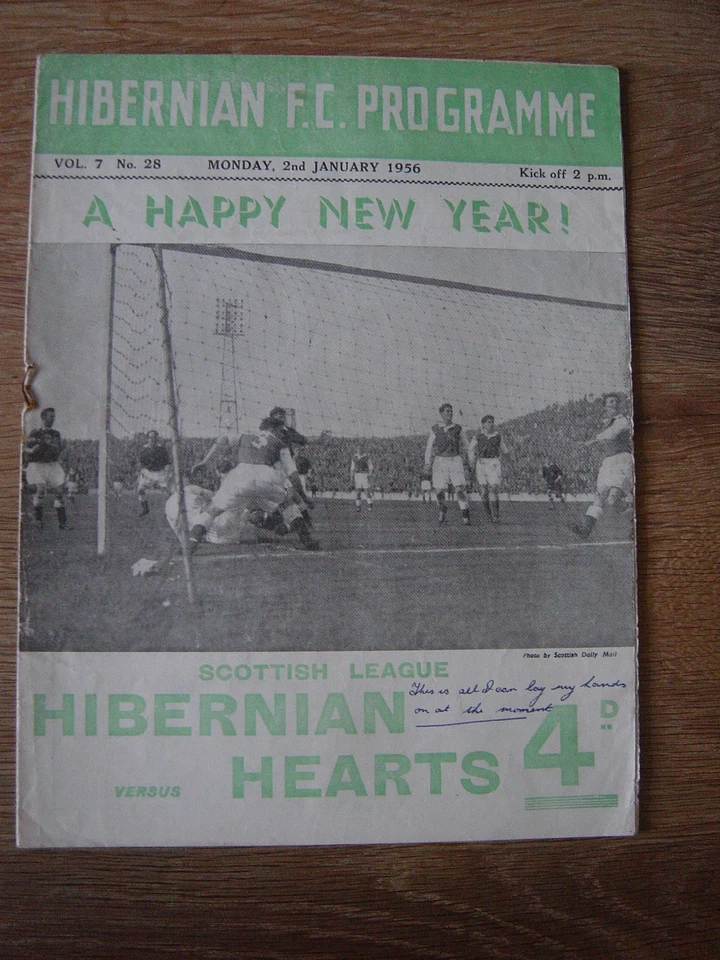 HIBERNIAN F.C. PROGRAMME
VOL. 7 No. 28 MONDAY, 2nd JANUARY 1956 Kick off 2 p.m.
A HAPPY NEW YEAR!
Photo by Scottish Daily Mail
SCOTTISH LEAGUE
This is all I can lay my hands
on at the moment
HIBERNIAN
4D
VERSUS HEARTS